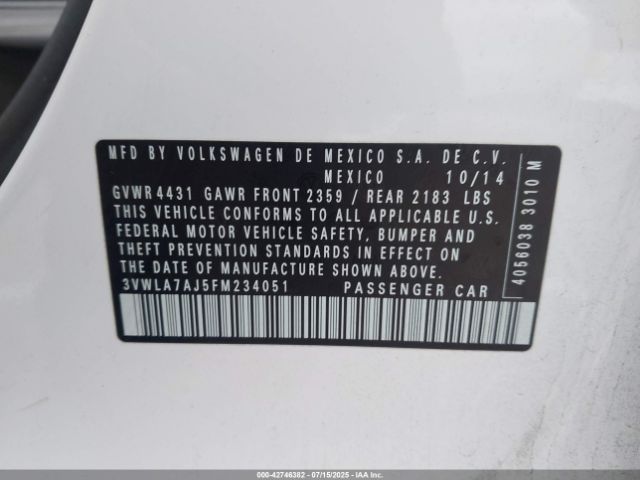 MFD BY VOLKSWAGEN DE MEXICO S.A. DE C.V.
MEXICO 10/14
GVWR 4431 GAWR FRONT 2359 / REAR 2183 LBS
THIS VEHICLE CONFORMS TO ALL APPLICABLE U.S.
FEDERAL MOTOR VEHICLE SAFETY, BUMPER AND
THEFT PREVENTION STANDARDS IN EFFECT ON
THE DATE OF MANUFACTURE SHOWN ABOVE.
3VWLA7AJ5FM234051 PASSENGER CAR
4056038 3010 M
000-42746382 - 07/15/2025 - IAAI.COM